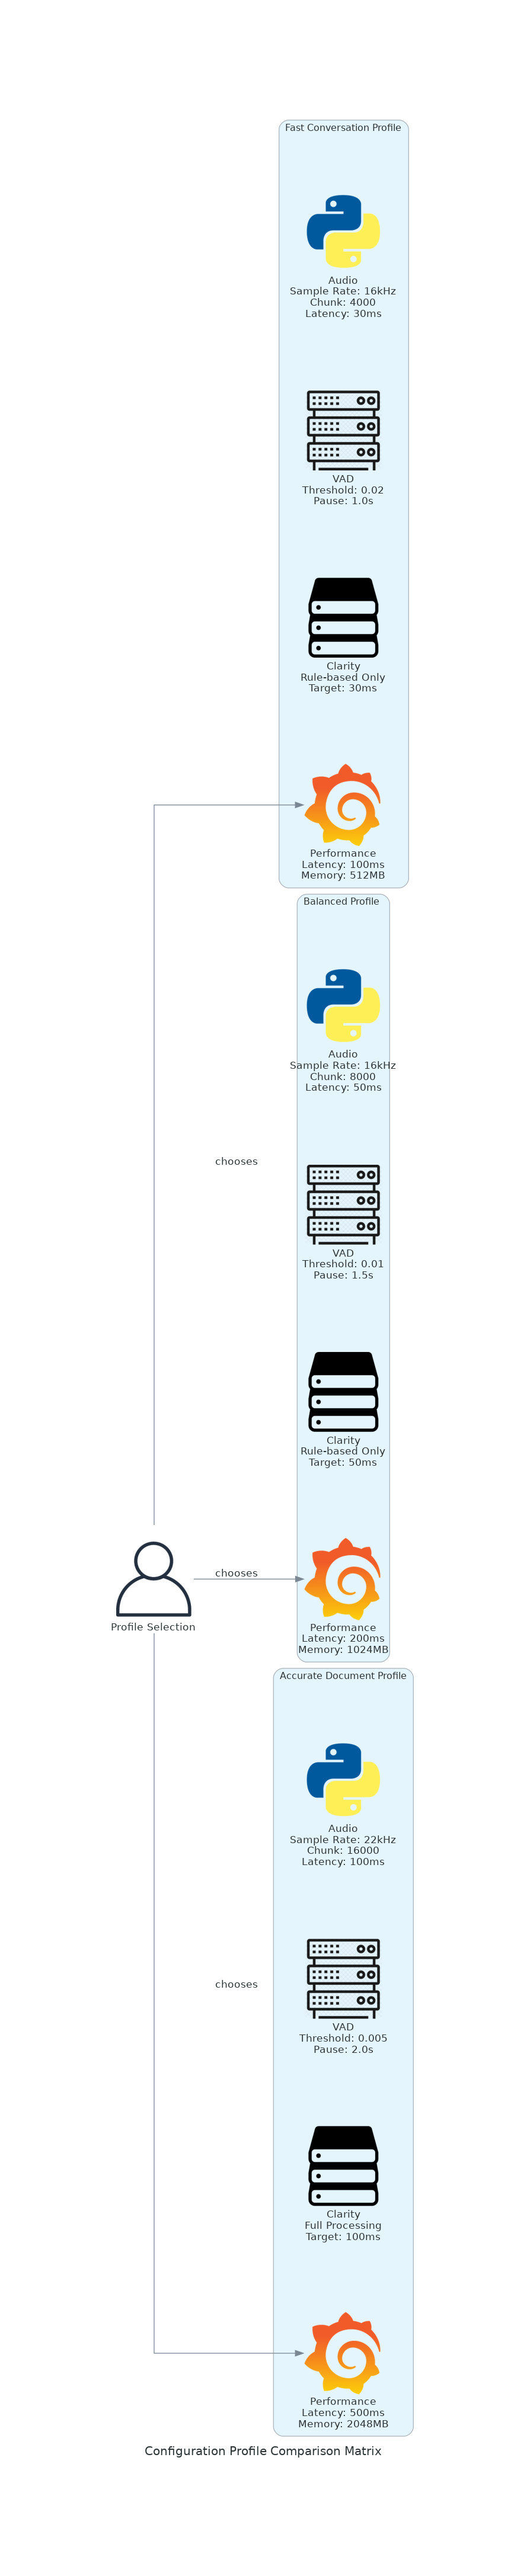 Fast Conversation Profile
Audio
Sample Rate: 16kHz
Chunk: 4000
Latency: 30ms
VAD
Threshold: 0.02
Pause: 1.0s
Clarity
Rule-based Only
Target: 30ms
Performance
Latency: 100ms
Memory: 512MB
Balanced Profile
Audio
Sample Rate: 16kHz
Chunk: 8000
Latency: 50ms
chooses
VAD
Threshold: 0.01
Pause: 1.5s
Clarity
Rule-based Only
Target: 50ms
chooses
Profile Selection
Performance
Latency: 200ms
Memory: 1024MB
Accurate Document Profile
Audio
Sample Rate: 22kHz
Chunk: 16000
Latency: 100ms
chooses
VAD
Threshold: 0.005
Pause: 2.0s
Clarity
Full Processing
Target: 100ms
Performance
Latency: 500ms
Memory: 2048MB
Configuration Profile Comparison Matrix